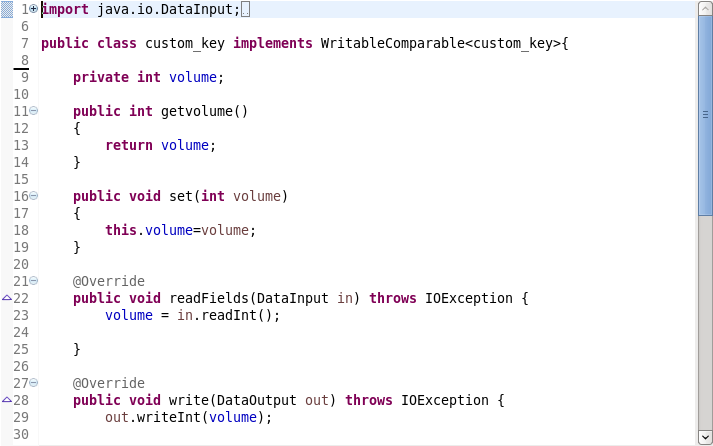 1 import java.io.DataInput;
6
7 public class custom_key implements WritableComparable<custom_key>{
8
9 private int volume;
10
11 public int getvolume()
12 {
13 return volume;
14 }
15
16 public void set(int volume)
17 {
18 this.volume=volume;
19 }
20
21 @Override
22 public void readFields(DataInput in) throws IOException {
23 volume = in.readInt();
24
25 }
26
27 @Override
28 public void write(DataOutput out) throws IOException {
29 out.writeInt(volume);
30